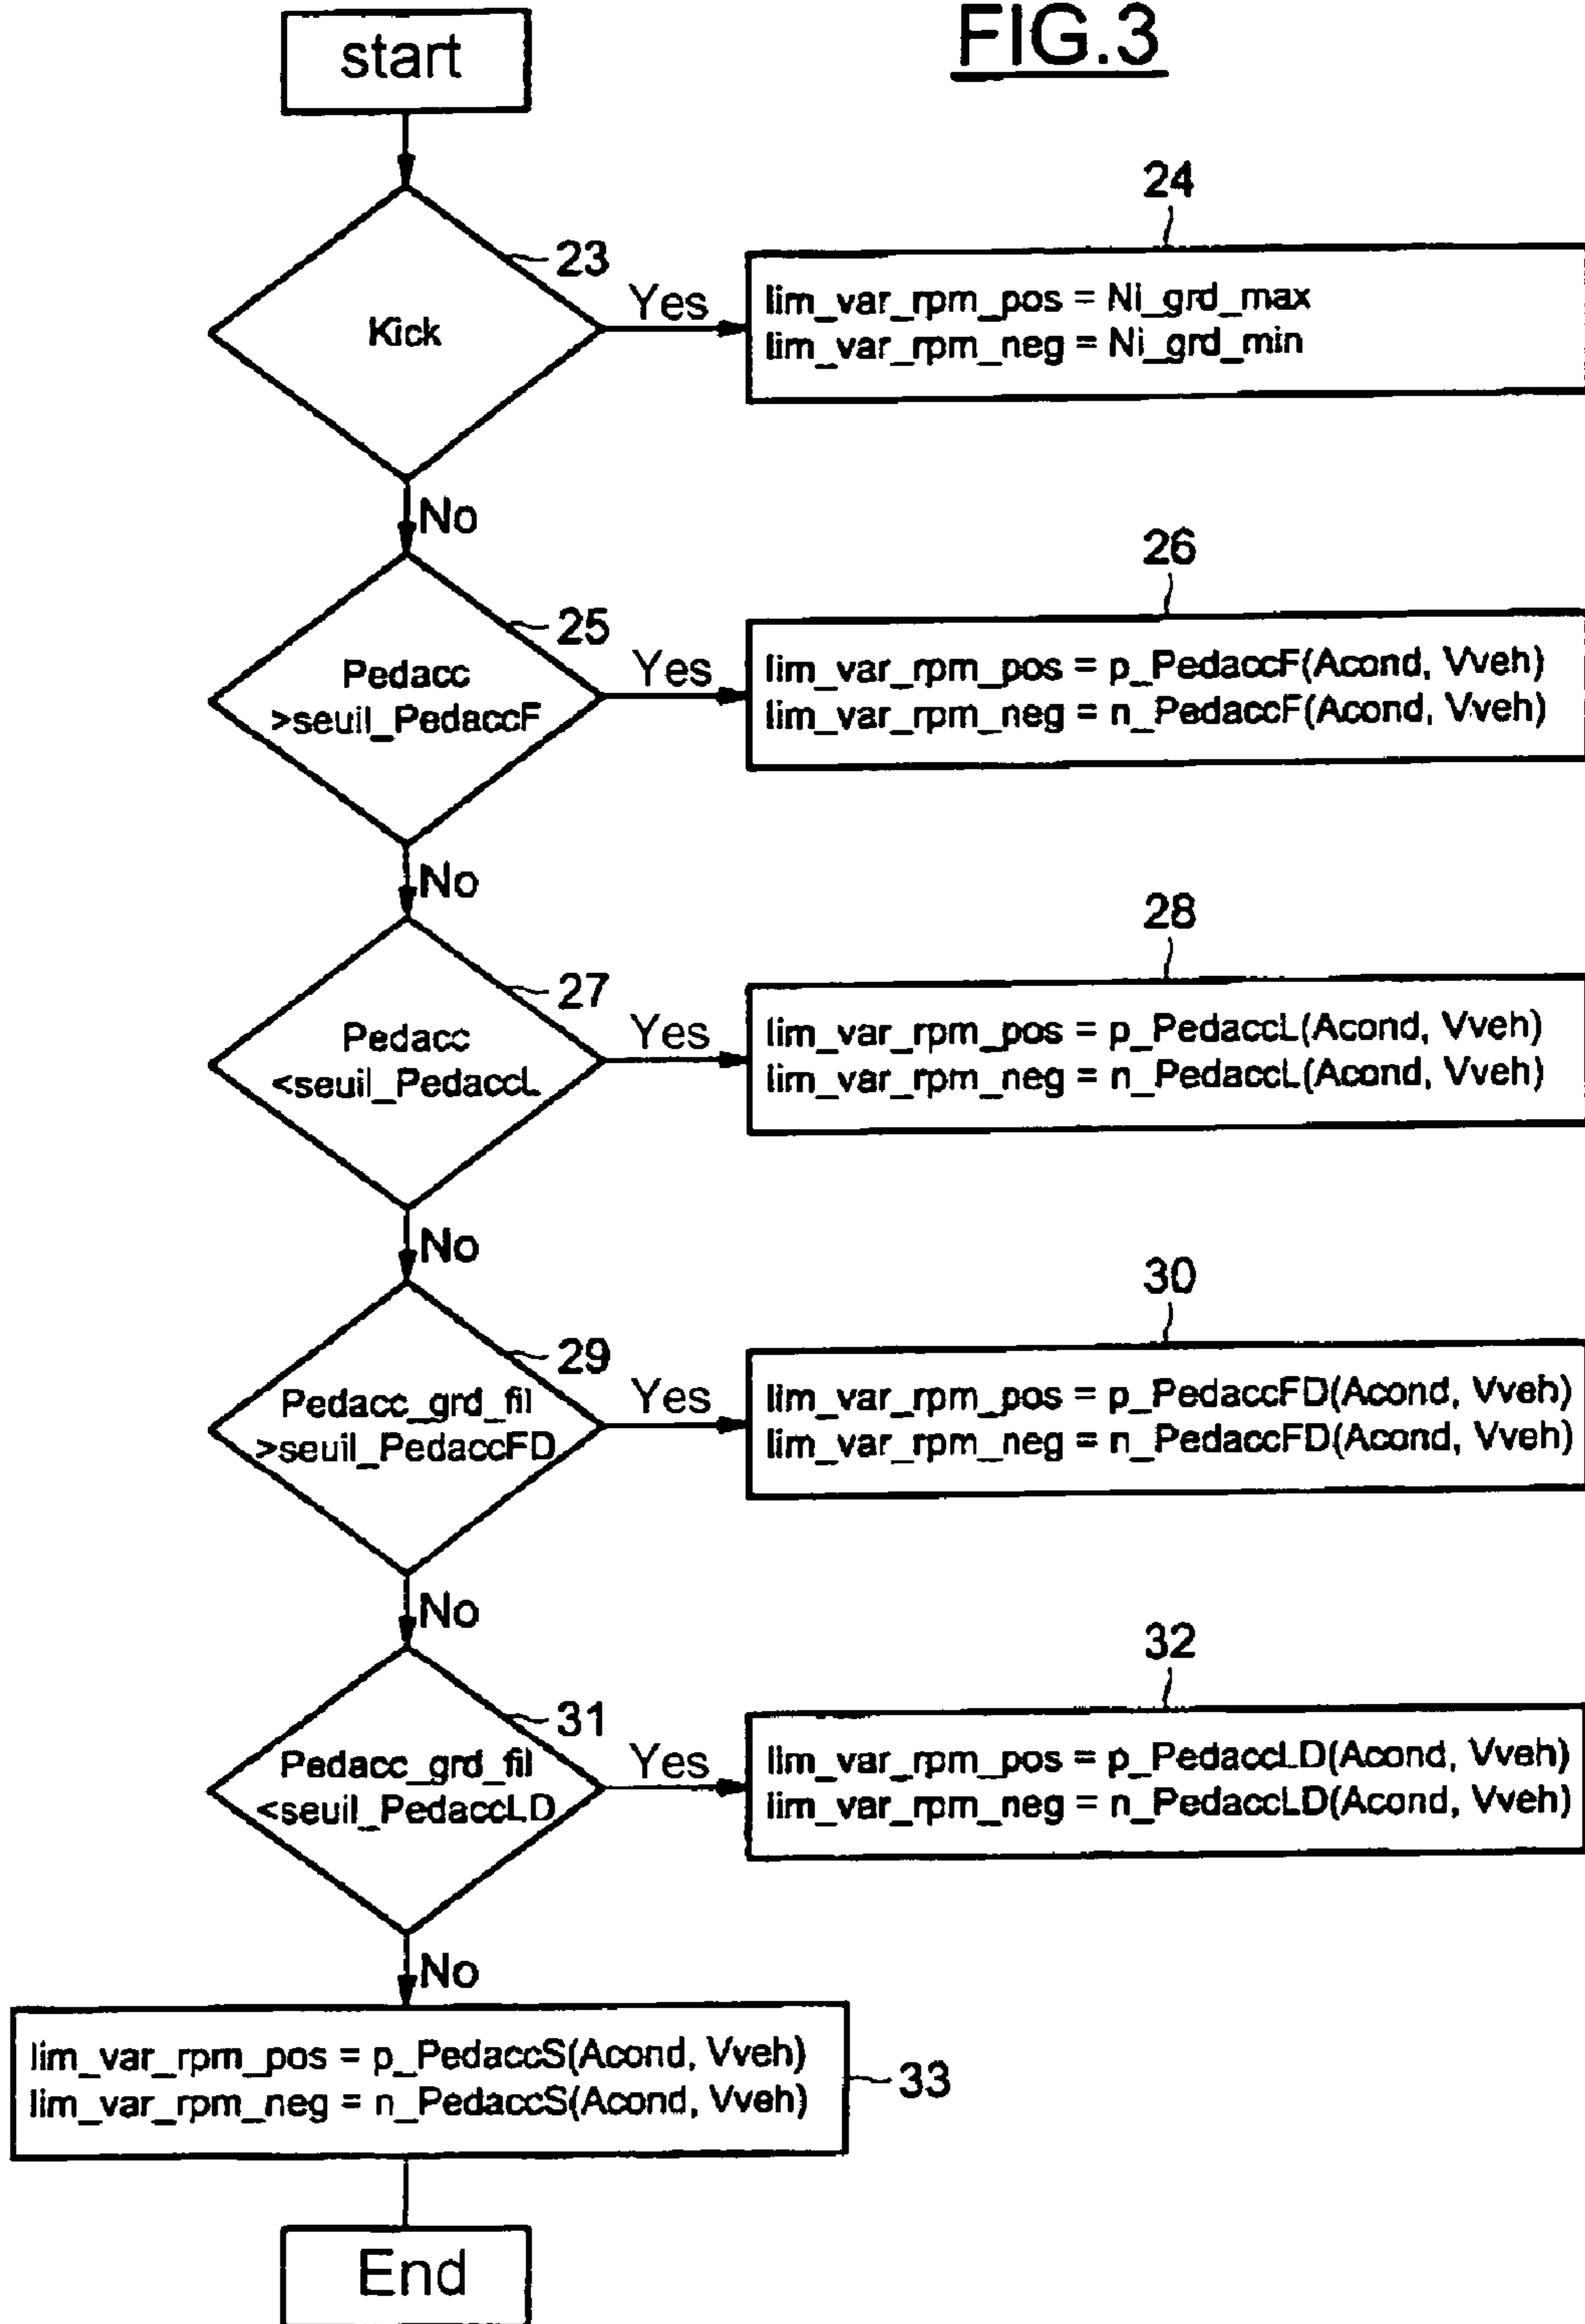 FIG.3
start
23
Kick
Yes
24
lim_var_rpm_pos = Ni_grd_max
lim_var_rpm_neg = Ni_grd_min
No
25
Pedacc
>seuil_PedaccF
Yes
26
lim_var_rpm_pos = p_PedaccF(Acond, Vveh)
lim_var_rpm_neg = n_PedaccF(Acond, Vveh)
No
27
Pedacc
<seuil_PedaccL
Yes
28
lim_var_rpm_pos = p_PedaccL(Acond, Vveh)
lim_var_rpm_neg = n_PedaccL(Acond, Vveh)
No
29
Pedacc_grd_fil
>seuil_PedaccFD
Yes
30
lim_var_rpm_pos = p_PedaccFD(Acond, Vveh)
lim_var_rpm_neg = n_PedaccFD(Acond, Vveh)
No
31
Pedacc_grd_fil
<seuil_PedaccLD
Yes
32
lim_var_rpm_pos = p_PedaccLD(Acond, Vveh)
lim_var_rpm_neg = n_PedaccLD(Acond, Vveh)
No
lim_var_rpm_pos = p_PedaccS(Acond, Vveh)
lim_var_rpm_neg = n_PedaccS(Acond, Vveh)
33
End